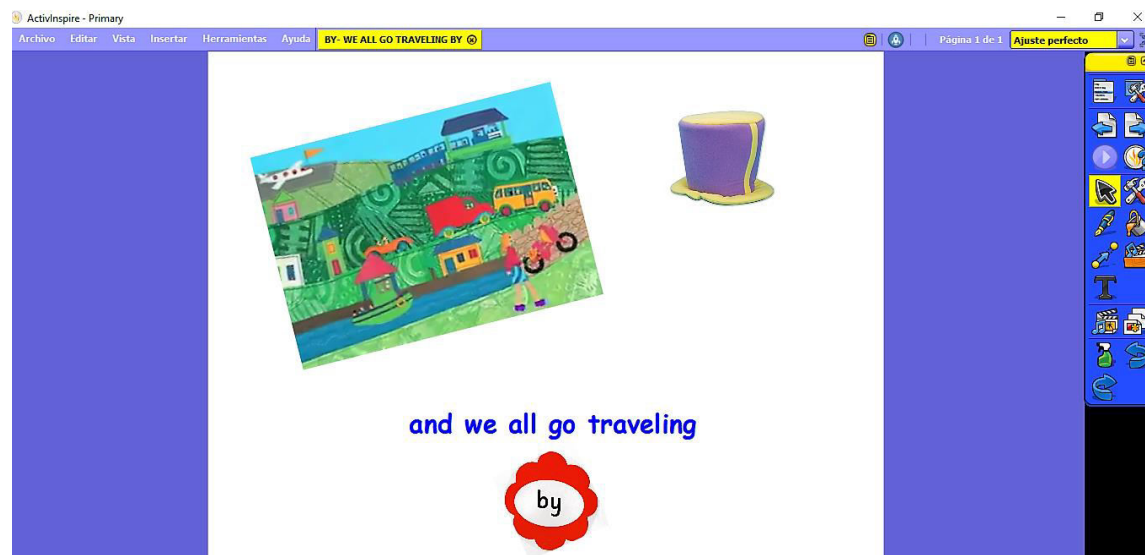 ActivInspire - Primary
Archivo Editar Vista Insertar Herramientas Ayuda BY- WE ALL GO TRAVELING BY Página 1 de 1 Ajuste perfecto
and we all go traveling
by